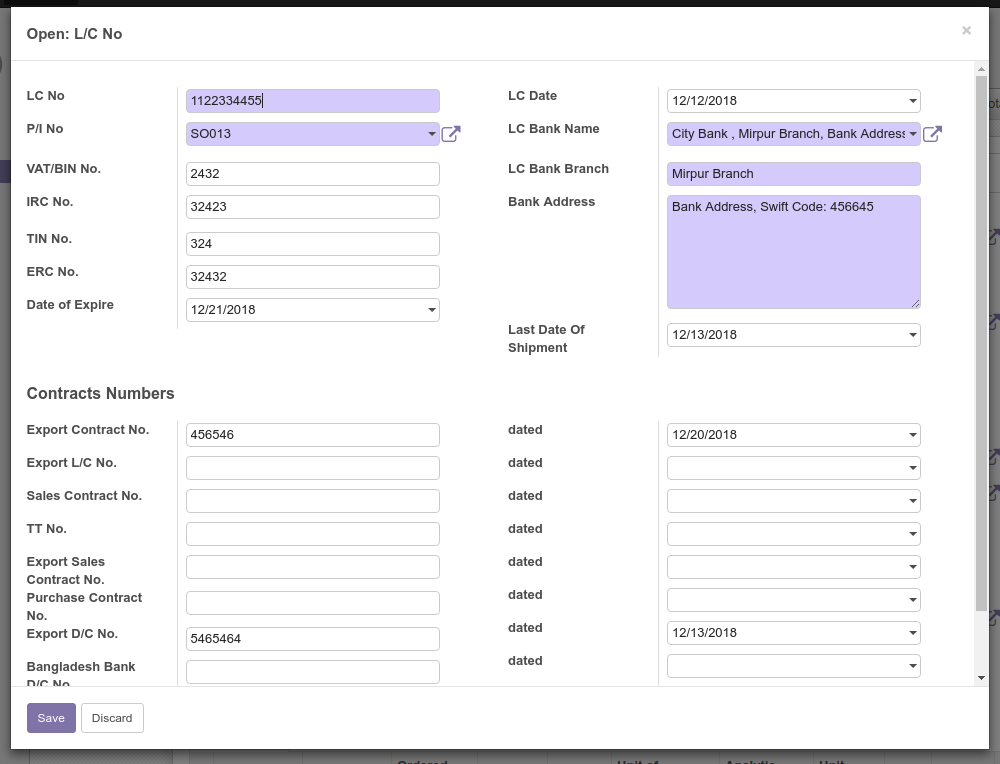 Open: L/C No
×
LC No
1122334455
LC Date
12/12/2018
P/I No
SO013
LC Bank Name
City Bank , Mirpur Branch, Bank Address
VAT/BIN No.
2432
LC Bank Branch
Mirpur Branch
IRC No.
32423
Bank Address
Bank Address, Swift Code: 456645
TIN No.
324
ERC No.
32432
Date of Expire
12/21/2018
Last Date Of
Shipment
12/13/2018
Contracts Numbers
Export Contract No.
456546
dated
12/20/2018
Export L/C No.
dated
Sales Contract No.
dated
TT No.
dated
Export Sales
Contract No.
dated
Purchase Contract
No.
dated
Export D/C No.
5465464
dated
12/13/2018
Bangladesh Bank
D/C No.
dated
Save
Discard
Ordered
Unit of
Analytic
Unit